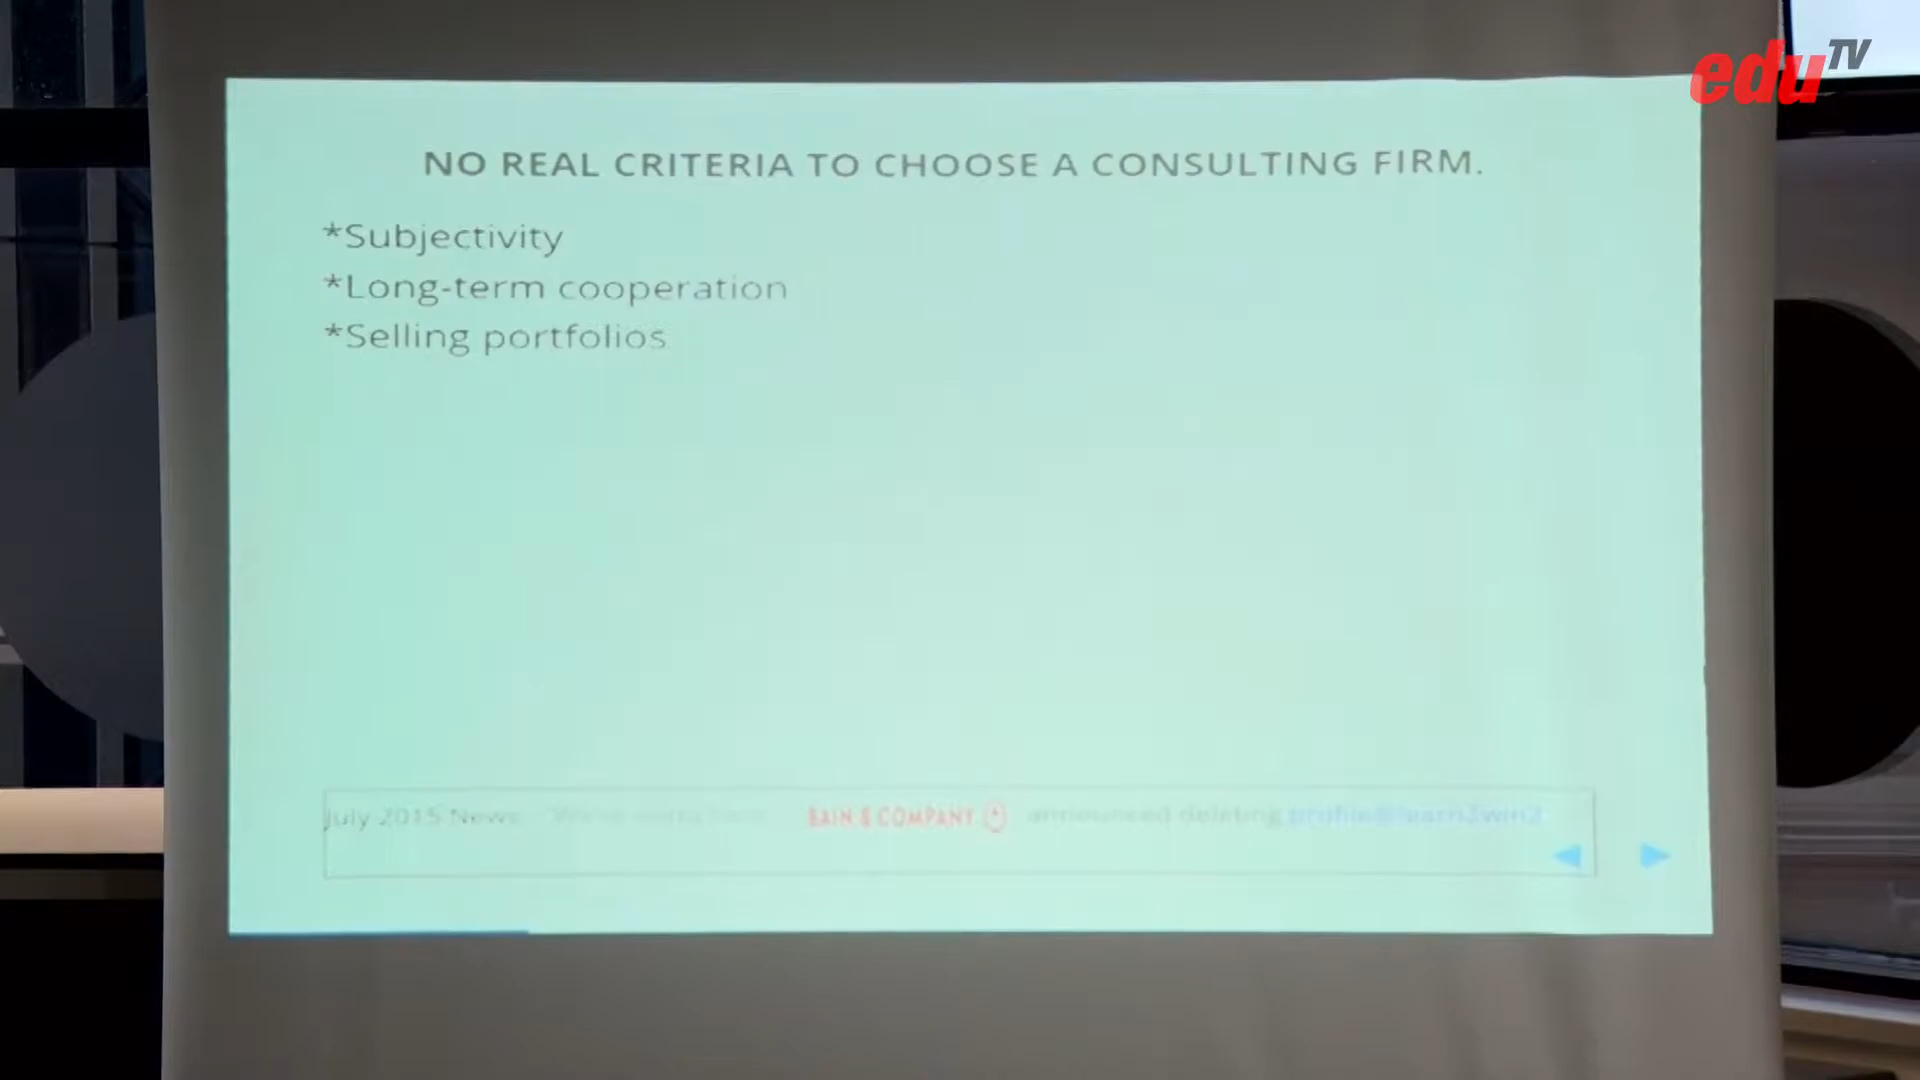 edu TV
NO REAL CRITERIA TO CHOOSE A CONSULTING FIRM.
*Subjectivity
*Long-term cooperation
*Selling portfolios
July 2015 News BAIN & COMPANY announced deleting